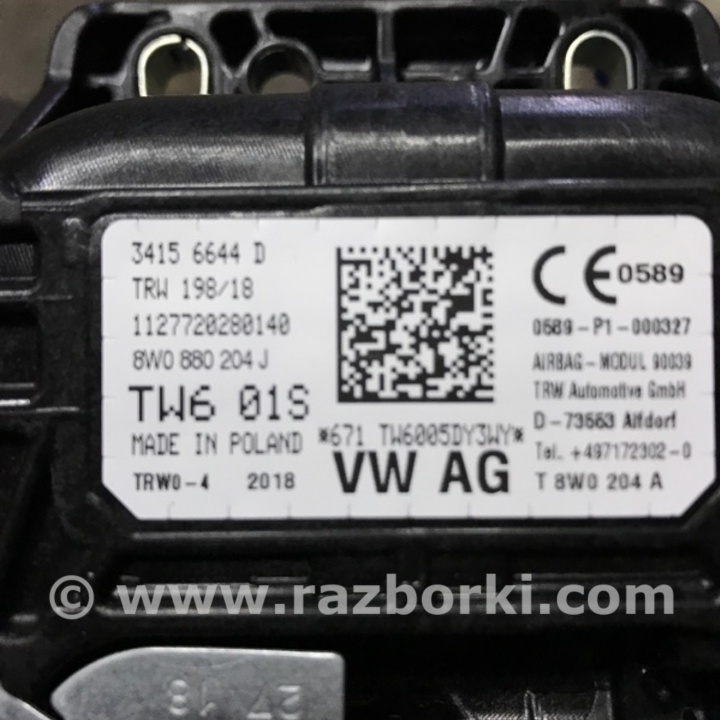 3415 6644 D
TRW 198/18
1127720280140
8W0 880 204 J
TW6 01S
MADE IN POLAND
TRW0-4 2018
*671 TW6005DY3WY*
VW AG
CE 0589
0589-P1-000327
AIRBAG-MODUL 90039
TRW Automotive GmbH
D-73553 Alfdorf
Tel. +497172302-0
T 8W0 204 A
© www.razborki.com
27 18